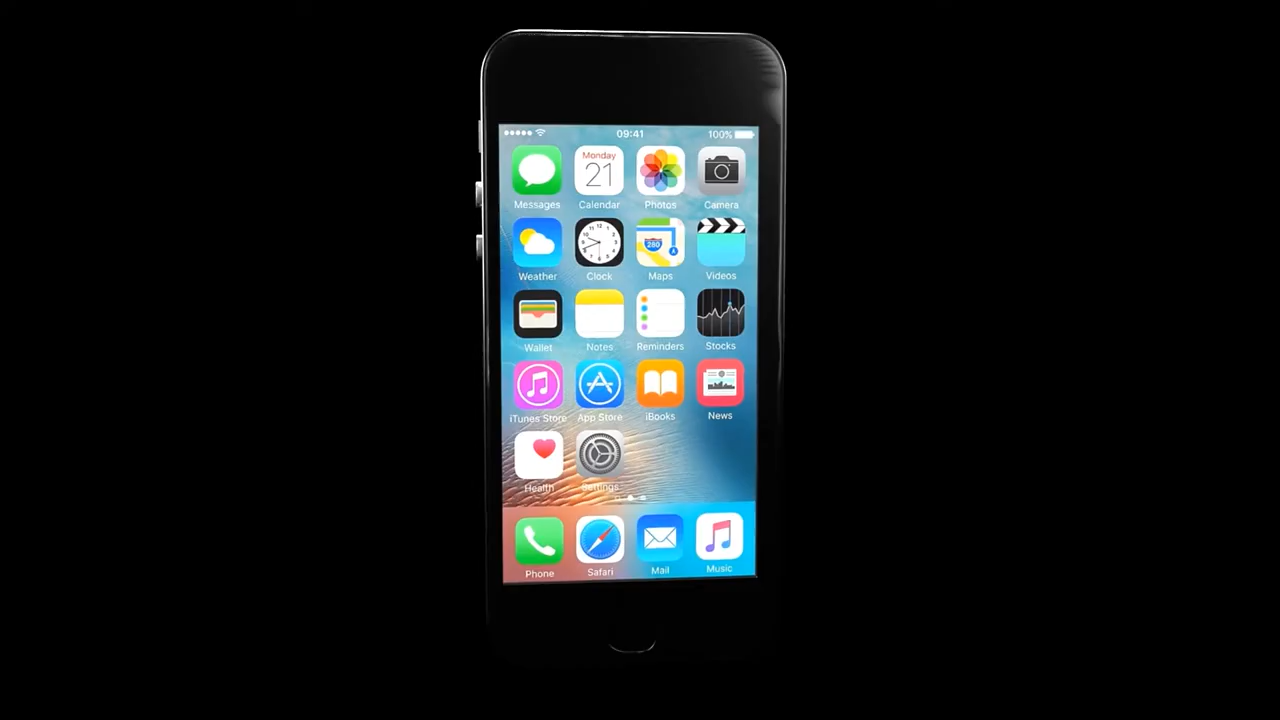 09:41 100%
Monday
21
Messages Calendar Photos Camera
280
Weather Clock Maps Videos
Wallet Notes Reminders Stocks
iTunes Store App Store iBooks News
Health Settings
Phone Safari Mail Music